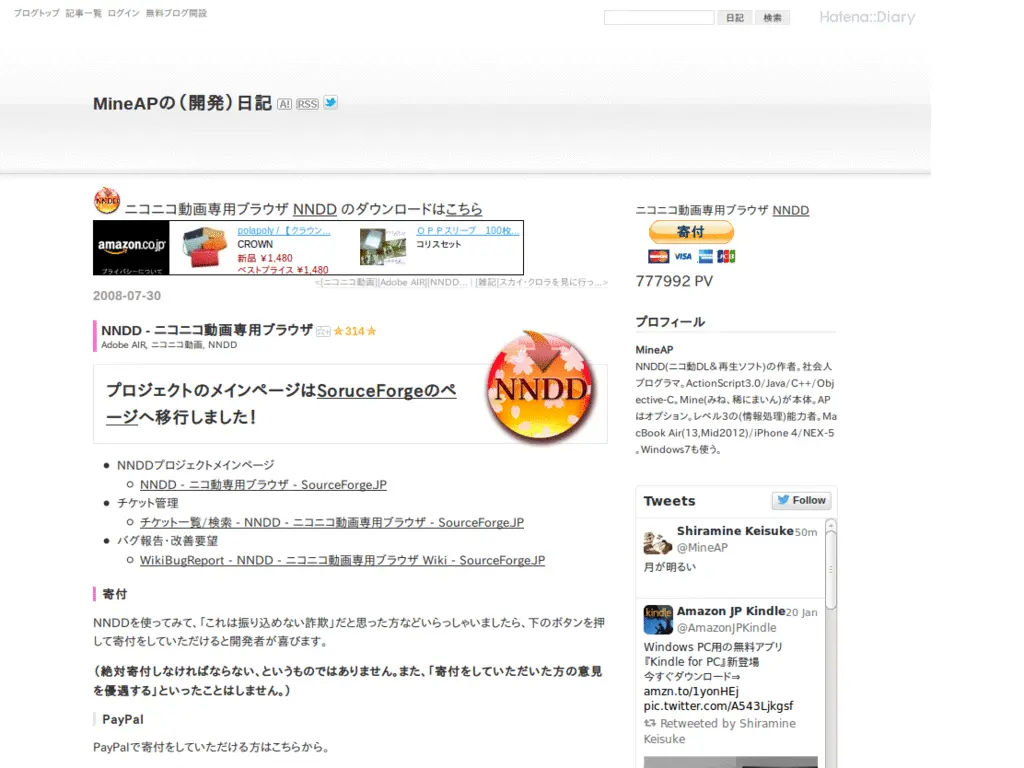 ブログトップ 記事一覧 ログイン 無料ブログ開設
日記 検索 Hatena::Diary
MineAPの(開発)日記 A! RSS
NNDD ニコニコ動画専用ブラウザ NNDD のダウンロードはこちら
amazon.co.jp
プライバシーについて
polapoly / 【クラウン...
CROWN
新品 ¥1,480
ベストプライス ¥1,480
OPPスリーブ 100枚...
コリスセット
<[ニコニコ動画][Adobe AIR][NNDD... | [雑記]スカイ・クロラを見に行っ...>
2008-07-30
NNDD - ニコニコ動画専用ブラウザ ★314★
Adobe AIR, ニコニコ動画, NNDD
プロジェクトのメインページはSoruceForgeのペ
ージへ移行しました!
NNDD
● NNDDプロジェクトメインページ
○ NNDD - ニコ動専用ブラウザ - SourceForge.JP
● チケット管理
○ チケット一覧/検索 - NNDD - ニコニコ動画専用ブラウザ - SourceForge.JP
● バグ報告・改善要望
○ WikiBugReport - NNDD - ニコニコ動画専用ブラウザ Wiki - SourceForge.JP
寄付
NNDDを使ってみて、「これは振り込めない詐欺」だと思った方などいらっしゃいましたら、下のボタンを押
して寄付をしていただけると開発者が喜びます。
(絶対寄付しなければならない、というものではありません。また、「寄付をしていただいた方の意見
を優遇する」といったことはしません。)
PayPal
PayPalで寄付をしていただける方はこちらから。
ニコニコ動画専用ブラウザ NNDD
寄付
VISA JCB
777992 PV
プロフィール
MineAP
NNDD(ニコ動DL&再生ソフト)の作者。社会人
プログラマ。ActionScript3.0/Java/C++/Obj
ective-C。Mine(みね、稀にまいん)が本体。AP
はオプション。レベル3の(情報処理)能力者。Ma
cBook Air(13,Mid2012)/iPhone 4/NEX-5
。Windows7も使う。
Tweets Follow
Shiramine Keisuke 50m
@MineAP
月が明るい
kindle Amazon JP Kindle 20 Jan
@AmazonJPKindle
Windows PC用の無料アプリ
『Kindle for PC』新登場
今すぐダウンロード⇒
amzn.to/1yonHEj
pic.twitter.com/A543Ljkgsf
Retweeted by Shiramine
Keisuke